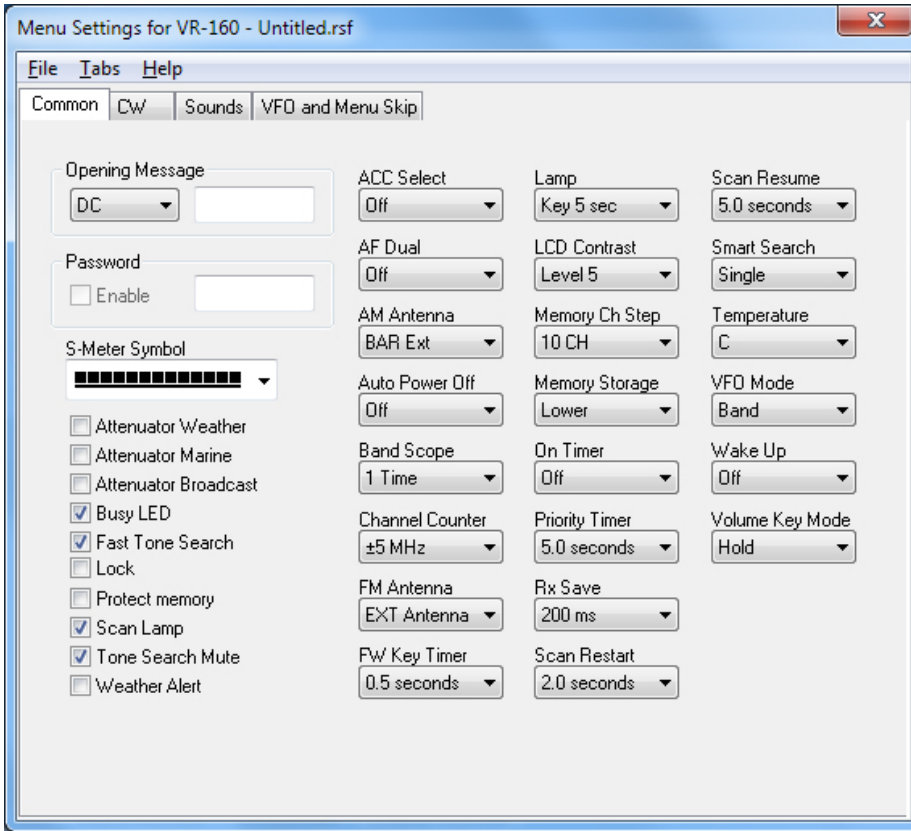 Menu Settings for VR-160 - Untitled.rsf
File Tabs Help
Common CW Sounds VFO and Menu Skip
Opening Message
DC
Password
Enable
S-Meter Symbol
Attenuator Weather
Attenuator Marine
Attenuator Broadcast
Busy LED
Fast Tone Search
Lock
Protect memory
Scan Lamp
Tone Search Mute
Weather Alert
ACC Select
Off
AF Dual
Off
AM Antenna
BAR Ext
Auto Power Off
Off
Band Scope
1 Time
Channel Counter
±5 MHz
FM Antenna
EXT Antenna
FW Key Timer
0.5 seconds
Lamp
Key 5 sec
LCD Contrast
Level 5
Memory Ch Step
10 CH
Memory Storage
Lower
On Timer
Off
Priority Timer
5.0 seconds
Rx Save
200 ms
Scan Restart
2.0 seconds
Scan Resume
5.0 seconds
Smart Search
Single
Temperature
C
VFO Mode
Band
Wake Up
Off
Volume Key Mode
Hold